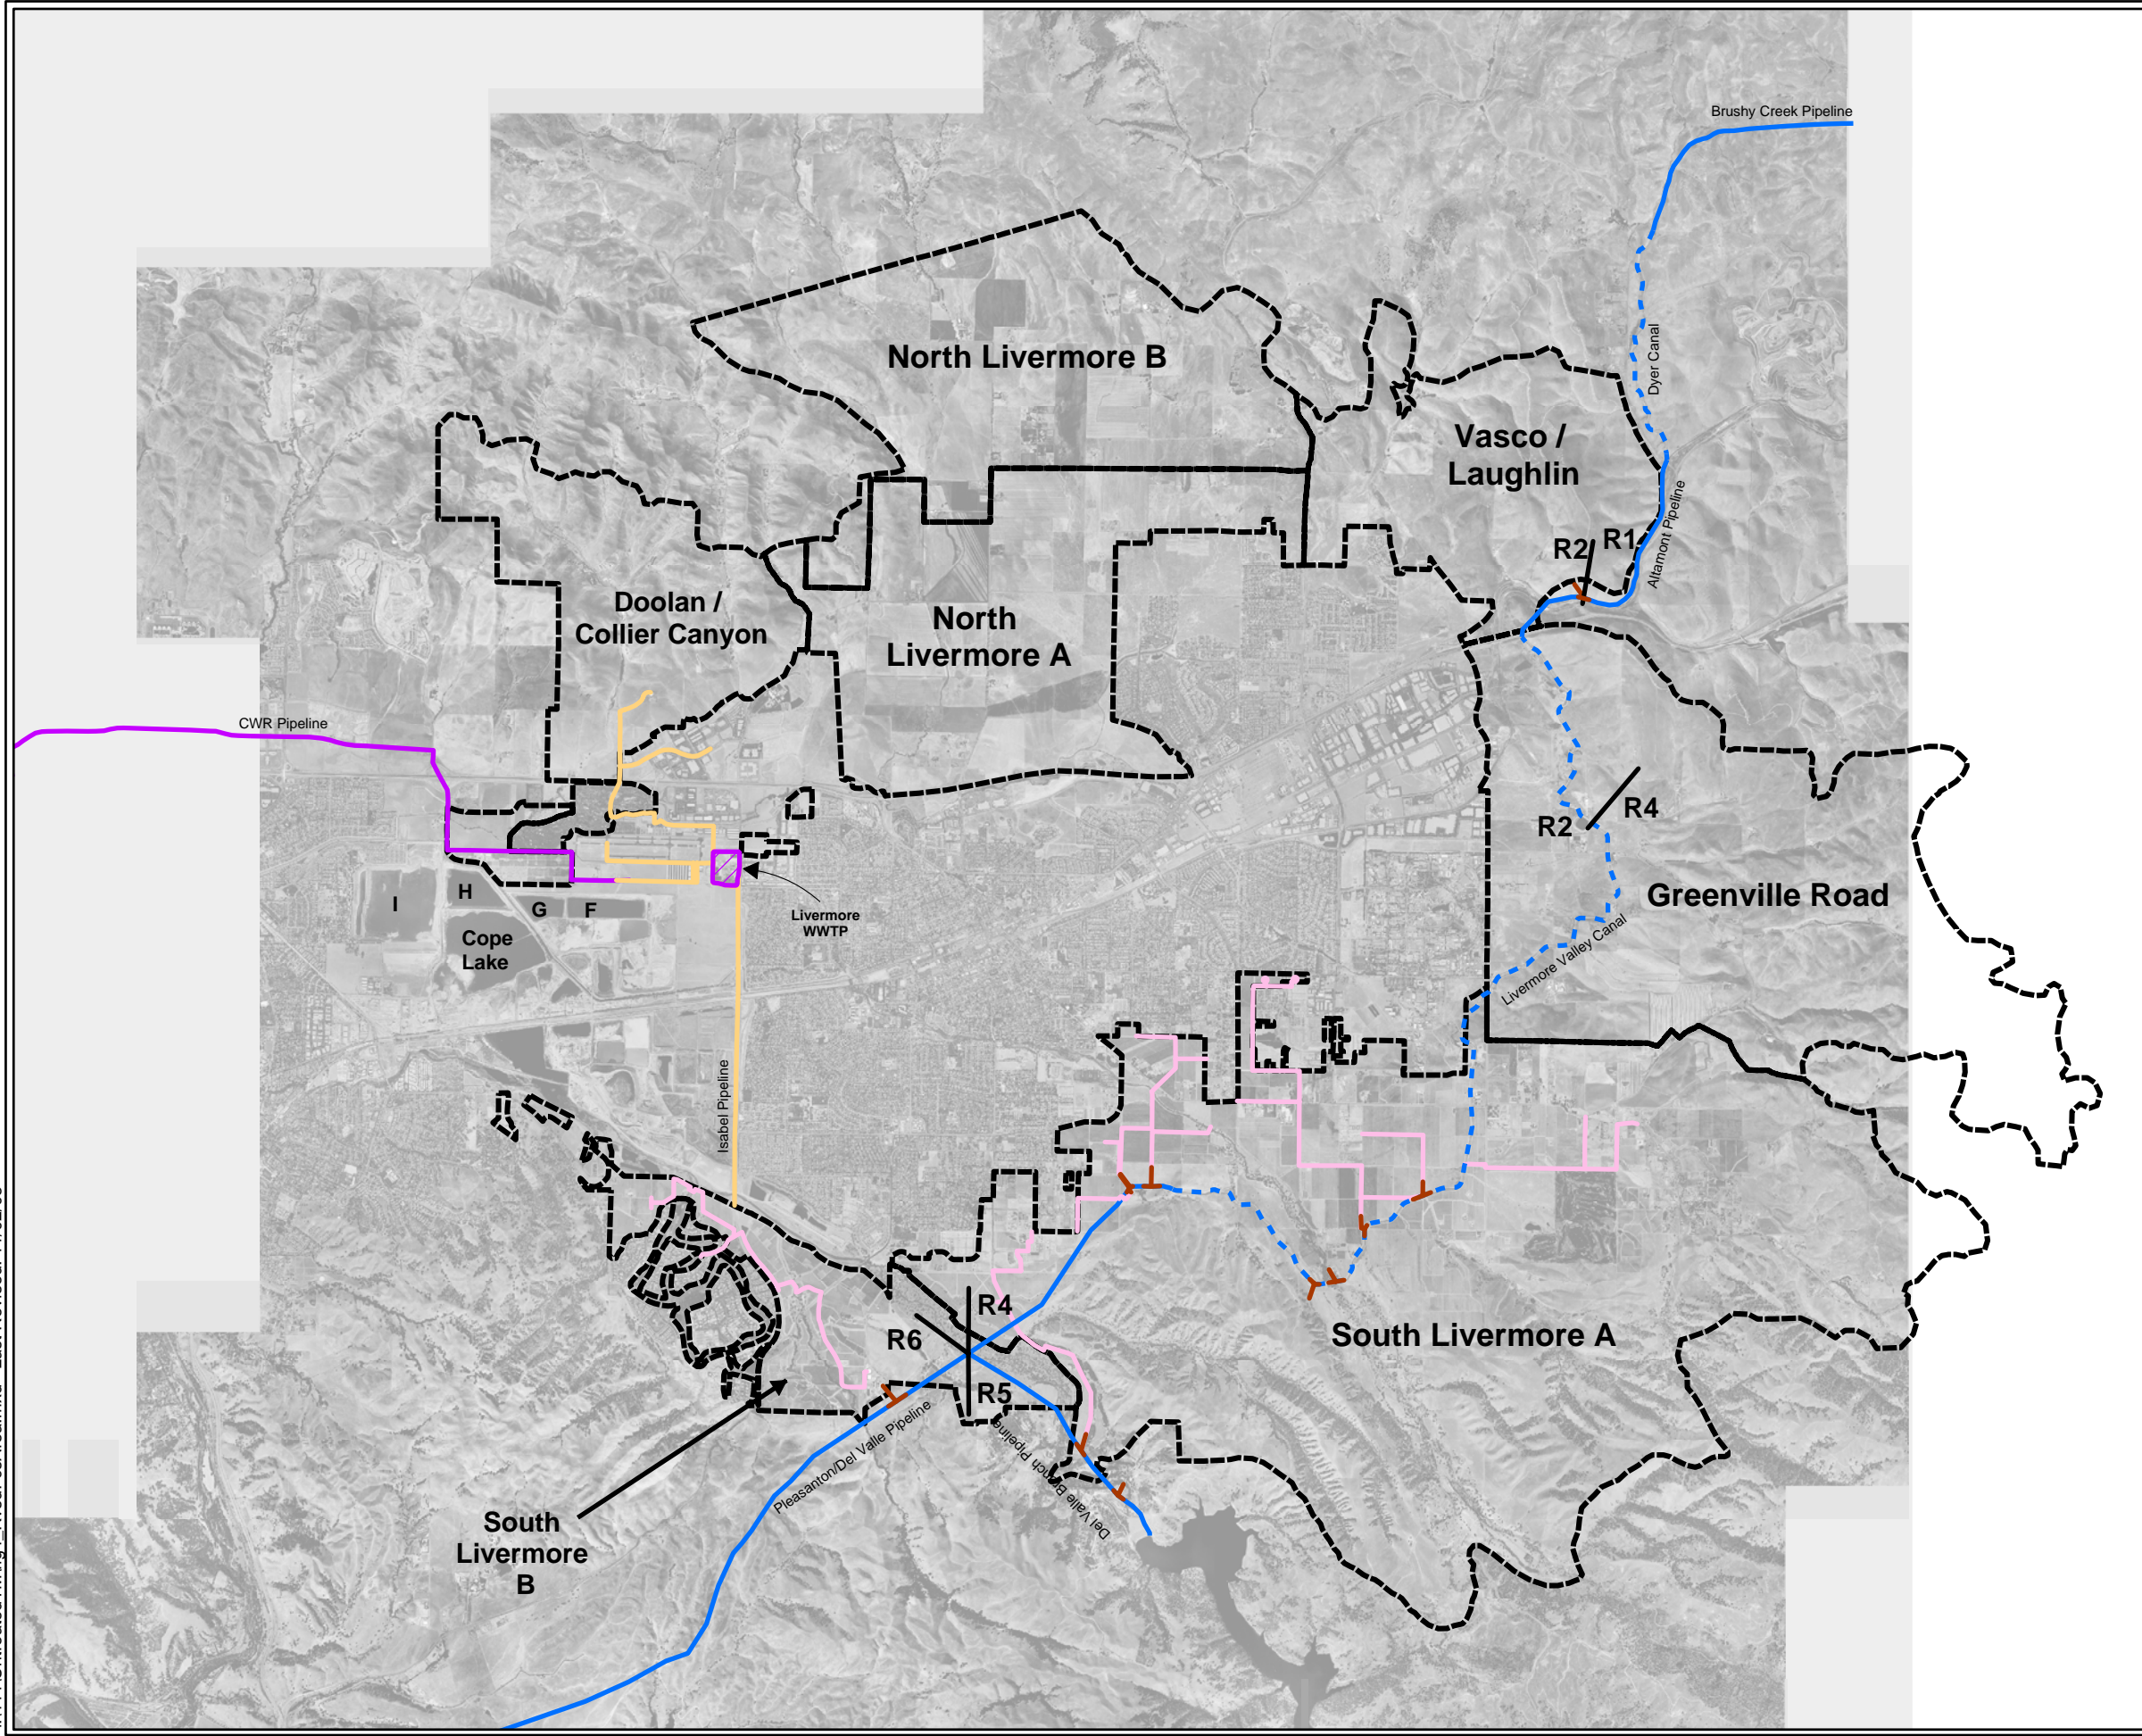 Brushy Creek Pipeline
Dyer Canal
North Livermore B
Vasco /
Laughlin
Altamont Pipeline
R2
R1
Doolan /
Collier Canyon
North
Livermore A
CWR Pipeline
R4
R2
Greenville Road
I
H
G
F
Cope
Lake
Livermore
WWTP
Livermore Valley Canal
Isabel Pipeline
R4
R6
South Livermore A
R5
Pleasanton/Del Valle Pipeline
Del Valle Branch Pipeline
South
Livermore
B